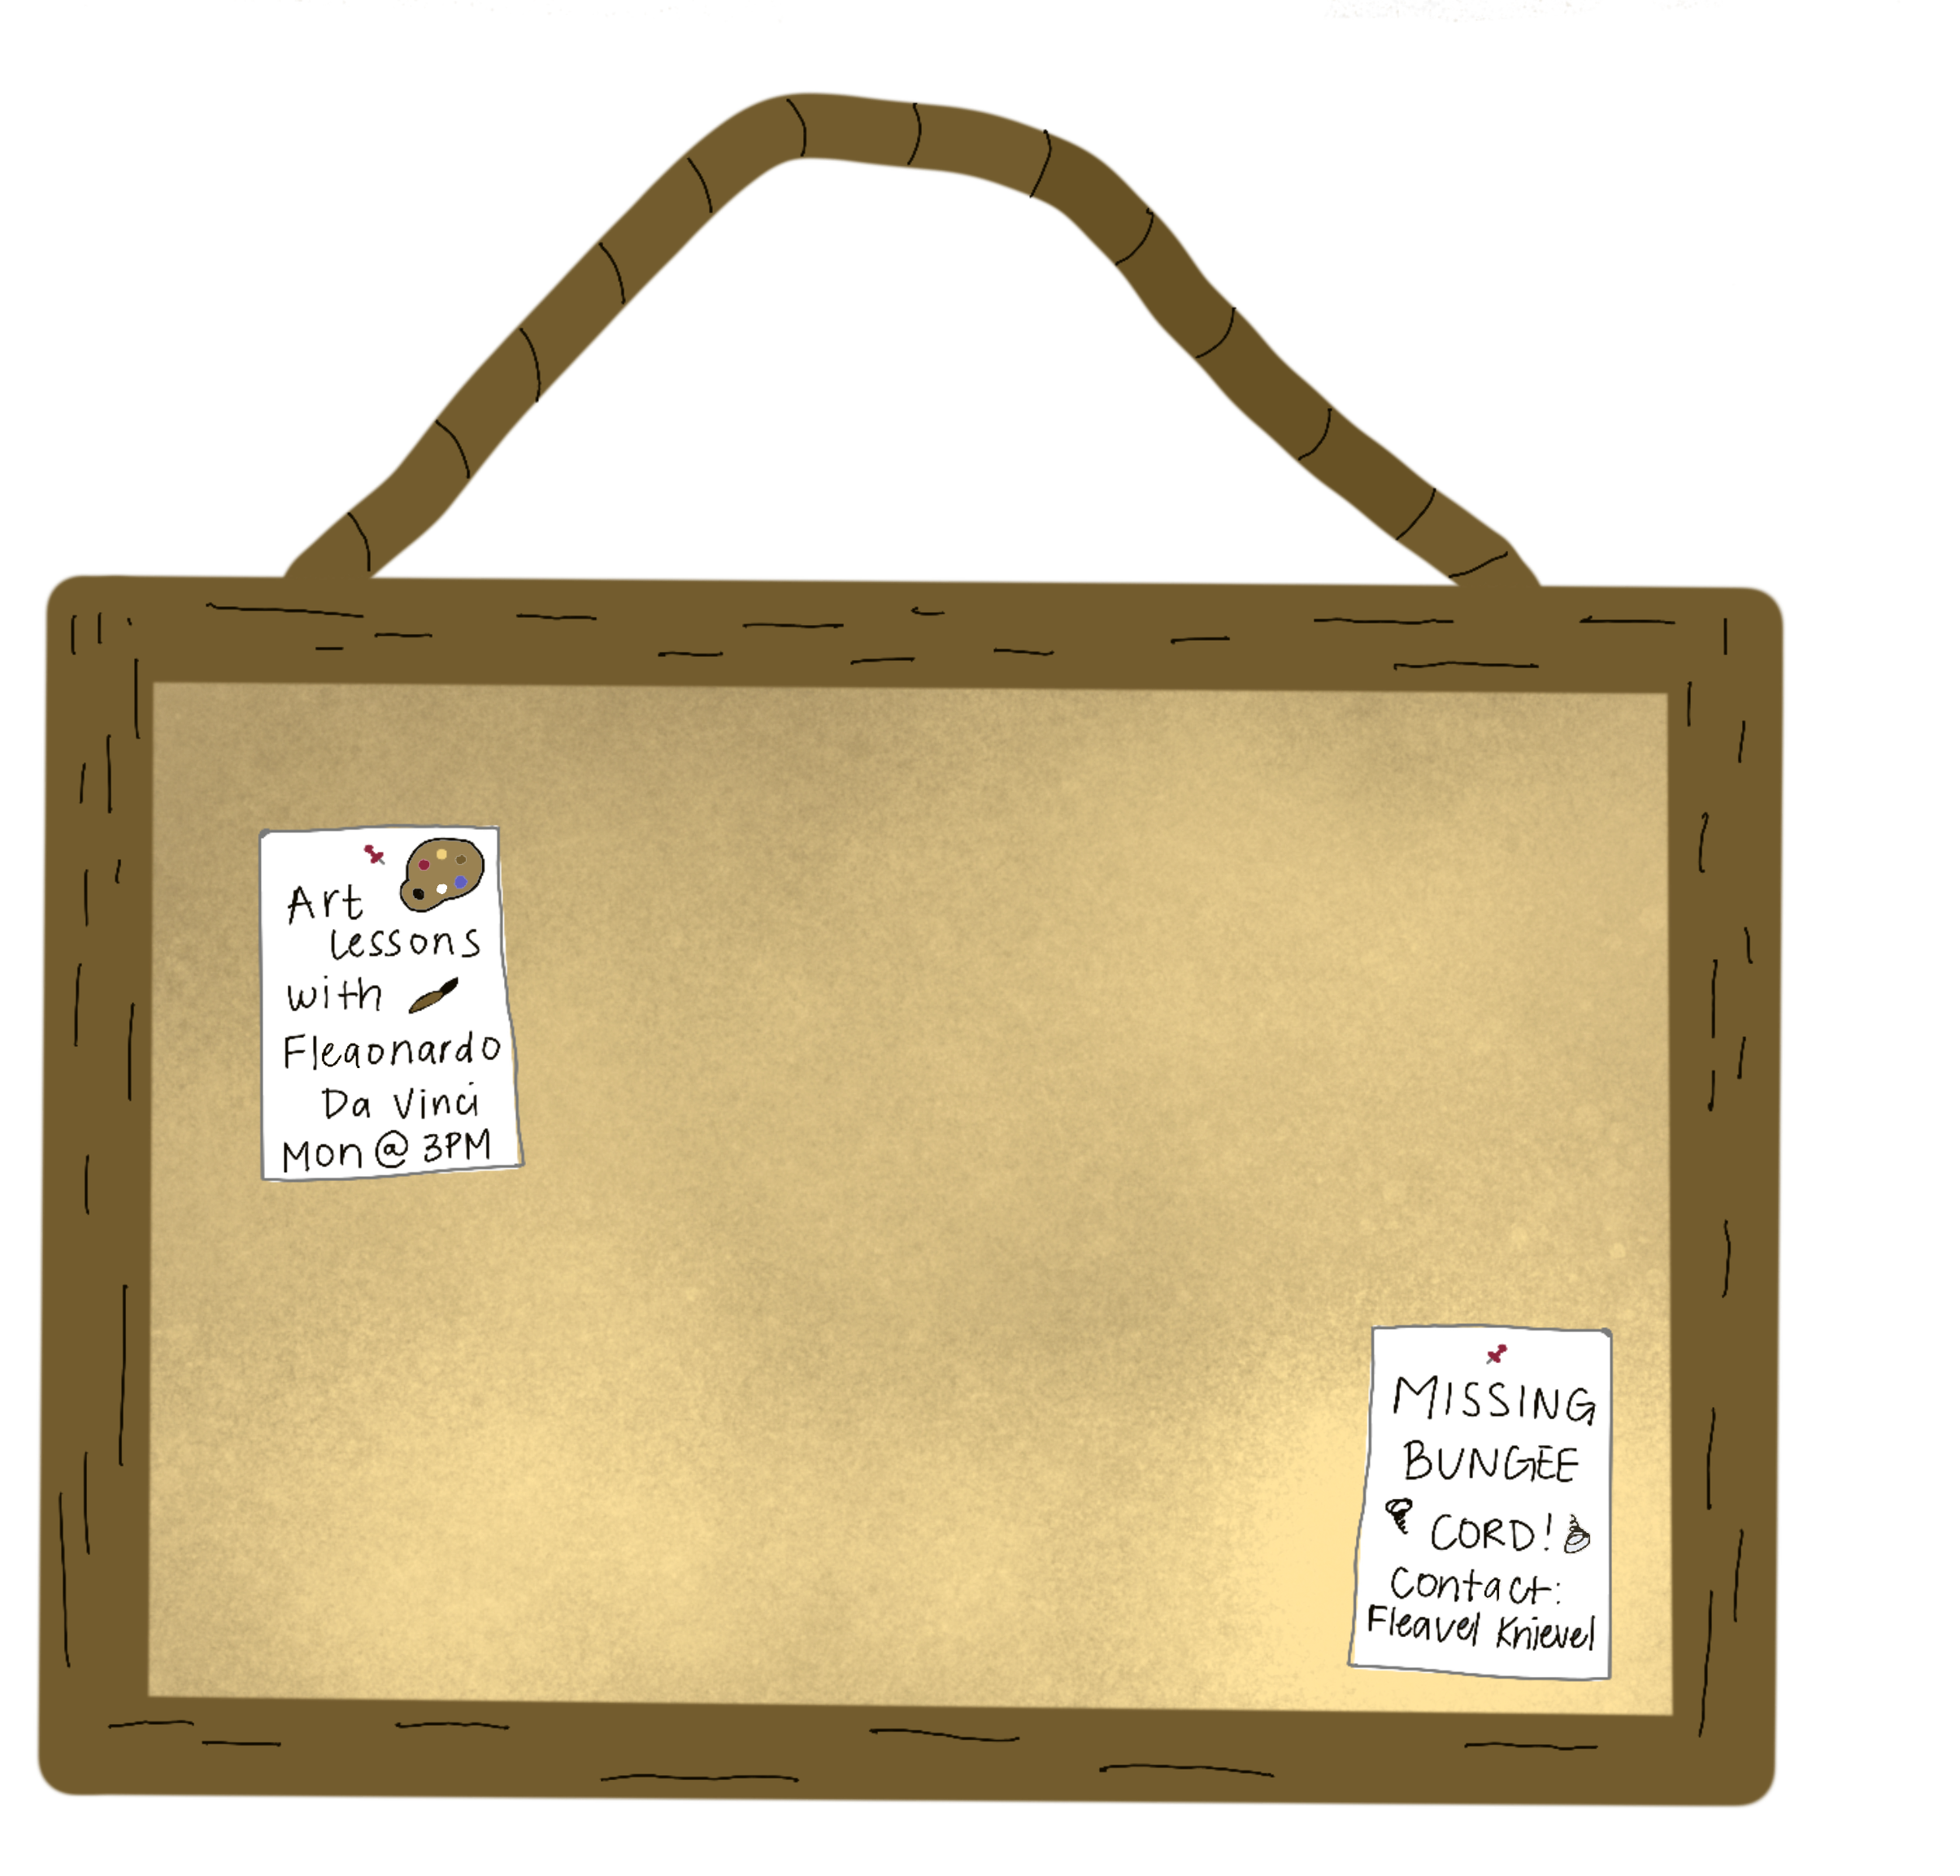 Art
lessons
with
Fleaonardo
Da Vinci
Mon @ 3PM
MISSING
BUNGEE
CORD!
Contact:
Fleavel Knievel